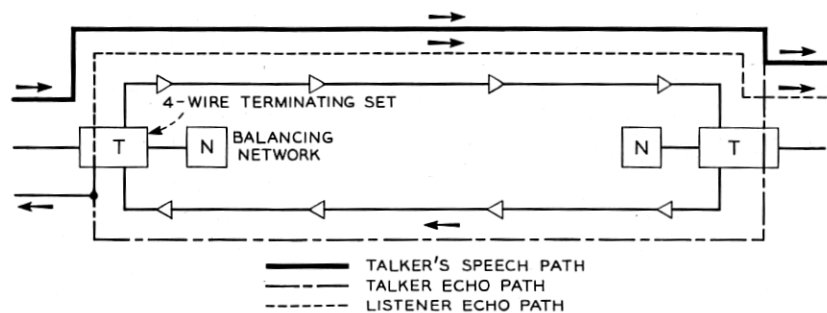 4-WIRE TERMINATING SET
T
N
BALANCING
NETWORK
N
T
TALKER'S SPEECH PATH
TALKER ECHO PATH
LISTENER ECHO PATH